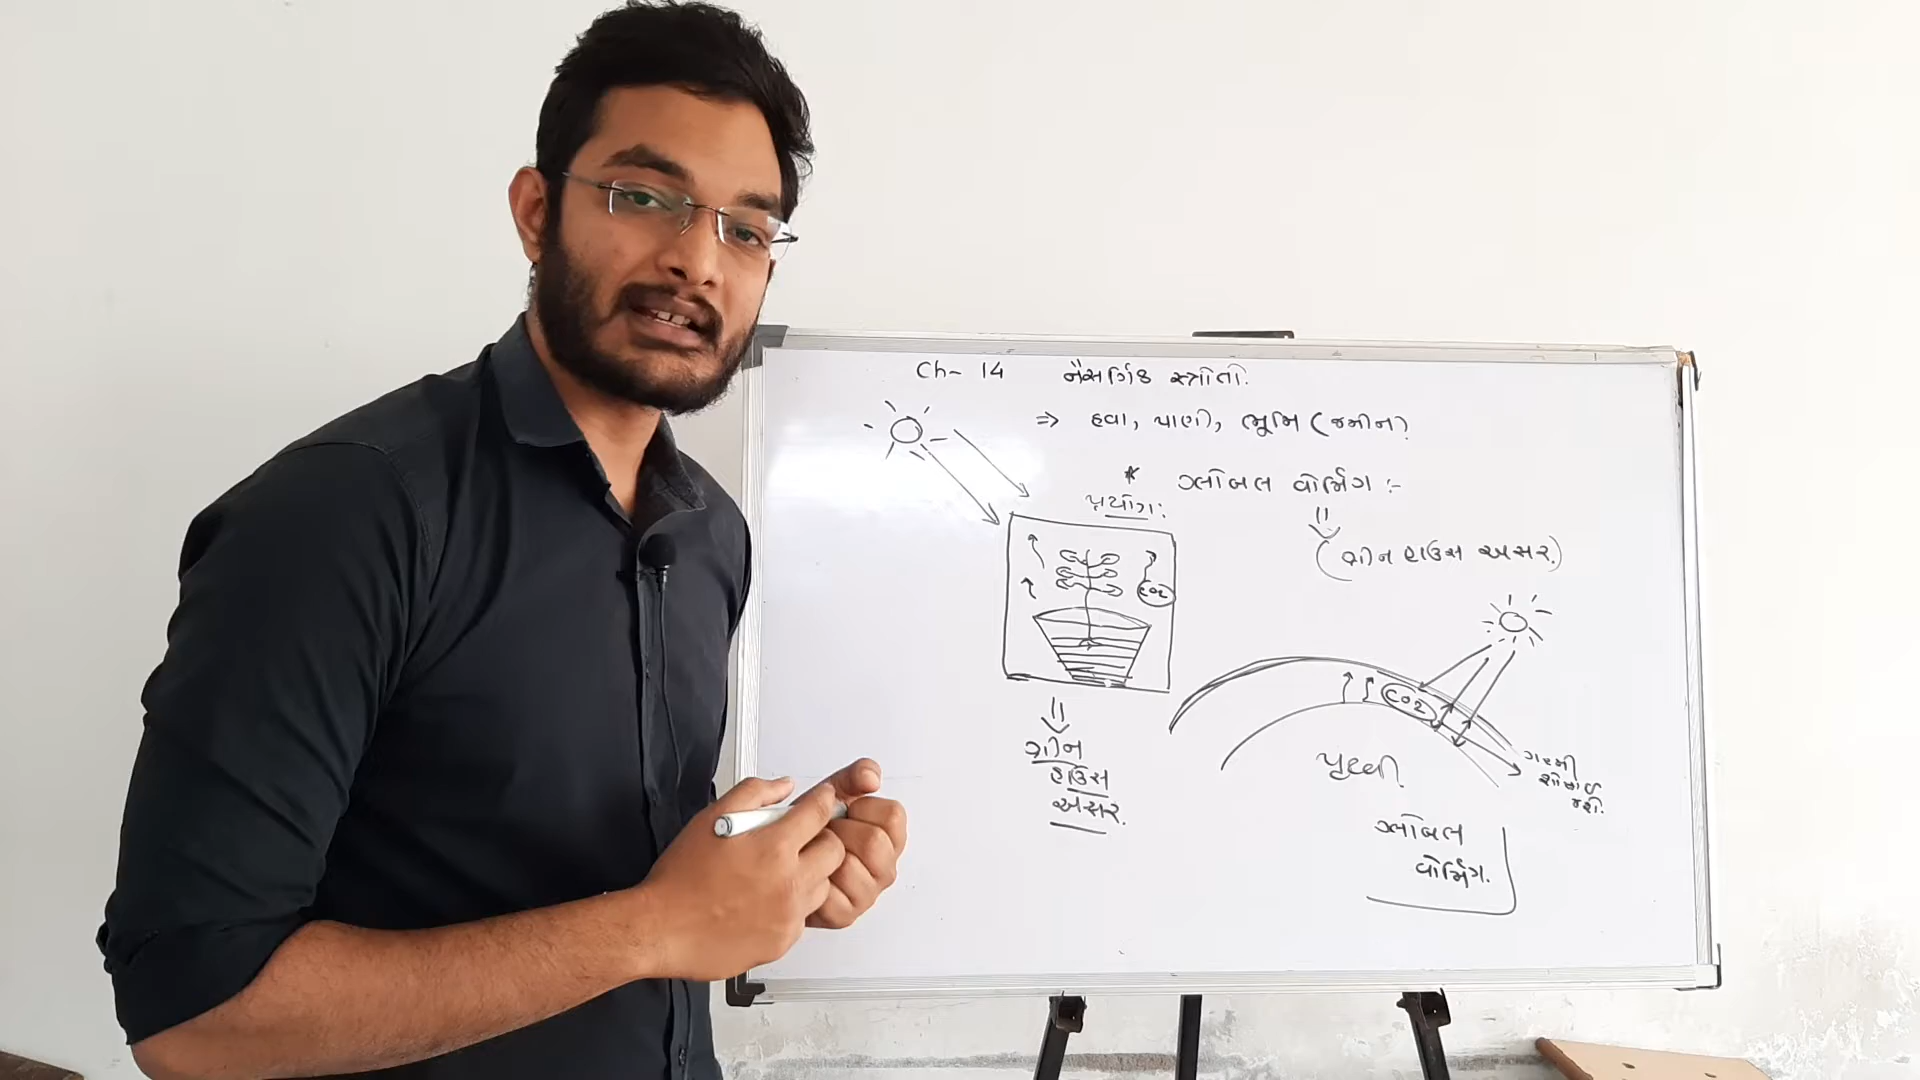 Ch- 14 નૈસર્ગિક સ્ત્રોતો.
⇒ હવા, પાણી, ભૂમિ (જમીન)
* ગ્લોબલ વોર્મિંગ :-
(ગ્રીન હાઉસ અસર.)
પ્રયોગ:
CO2
ગ્રીન
હાઉસ
અસર.
CO2
પૃથ્વી.
ગરમી
શોષાઈ
જશે.
ગ્લોબલ
વોર્મિંગ.